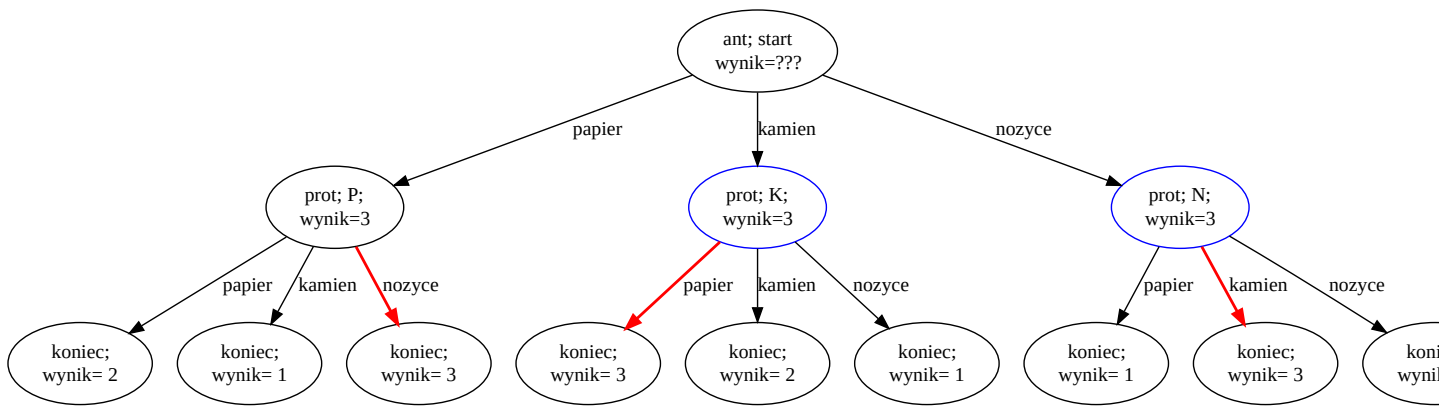 ant; start
wynik=???
papier
kamien
nozyce
prot; P;
wynik=3
prot; K;
wynik=3
prot; N;
wynik=3
papier
kamien
nozyce
papier
kamien
nozyce
papier
kamien
nozyce
koniec;
wynik= 2
koniec;
wynik= 1
koniec;
wynik= 3
koniec;
wynik= 3
koniec;
wynik= 2
koniec;
wynik= 1
koniec;
wynik= 1
koniec;
wynik= 3